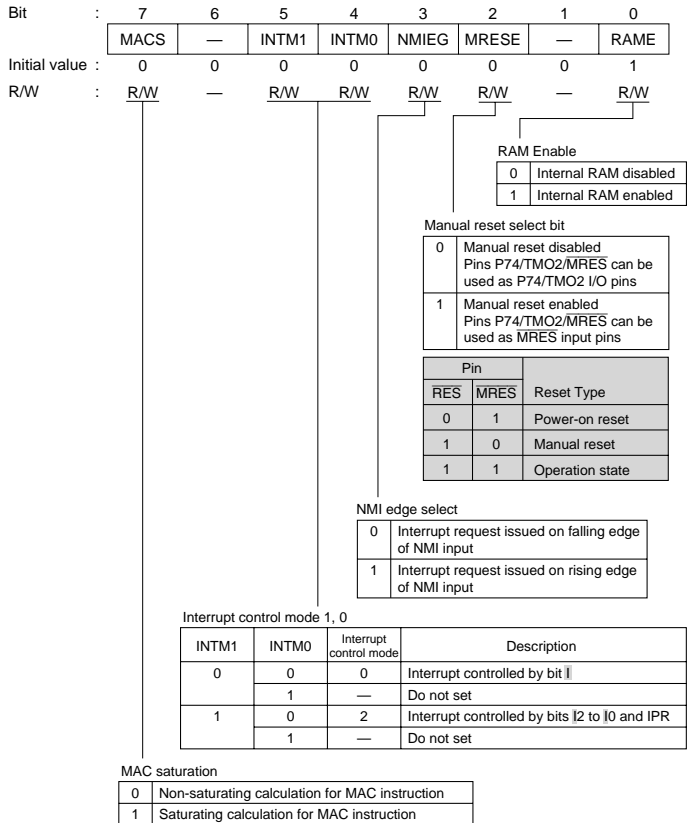 Bit : 7 6 5 4 3 2 1 0
MACS — INTM1 INTM0 NMIEG MRESE — RAME
Initial value : 0 0 0 0 0 0 0 1
R/W : R/W — R/W R/W R/W R/W — R/W
RAM Enable
0 Internal RAM disabled
1 Internal RAM enabled
Manual reset select bit
0 Manual reset disabled
Pins P74/TMO2/MRES can be
used as P74/TMO2 I/O pins
1 Manual reset enabled
Pins P74/TMO2/MRES can be
used as MRES input pins
Pin
RES MRES Reset Type
0 1 Power-on reset
1 0 Manual reset
1 1 Operation state
NMI edge select
0 Interrupt request issued on falling edge
of NMI input
1 Interrupt request issued on rising edge
of NMI input
Interrupt control mode 1, 0
INTM1 INTM0 Interrupt control mode Description
0 0 0 Interrupt controlled by bit I
1 — Do not set
1 0 2 Interrupt controlled by bits I2 to I0 and IPR
1 — Do not set
MAC saturation
0 Non-saturating calculation for MAC instruction
1 Saturating calculation for MAC instruction